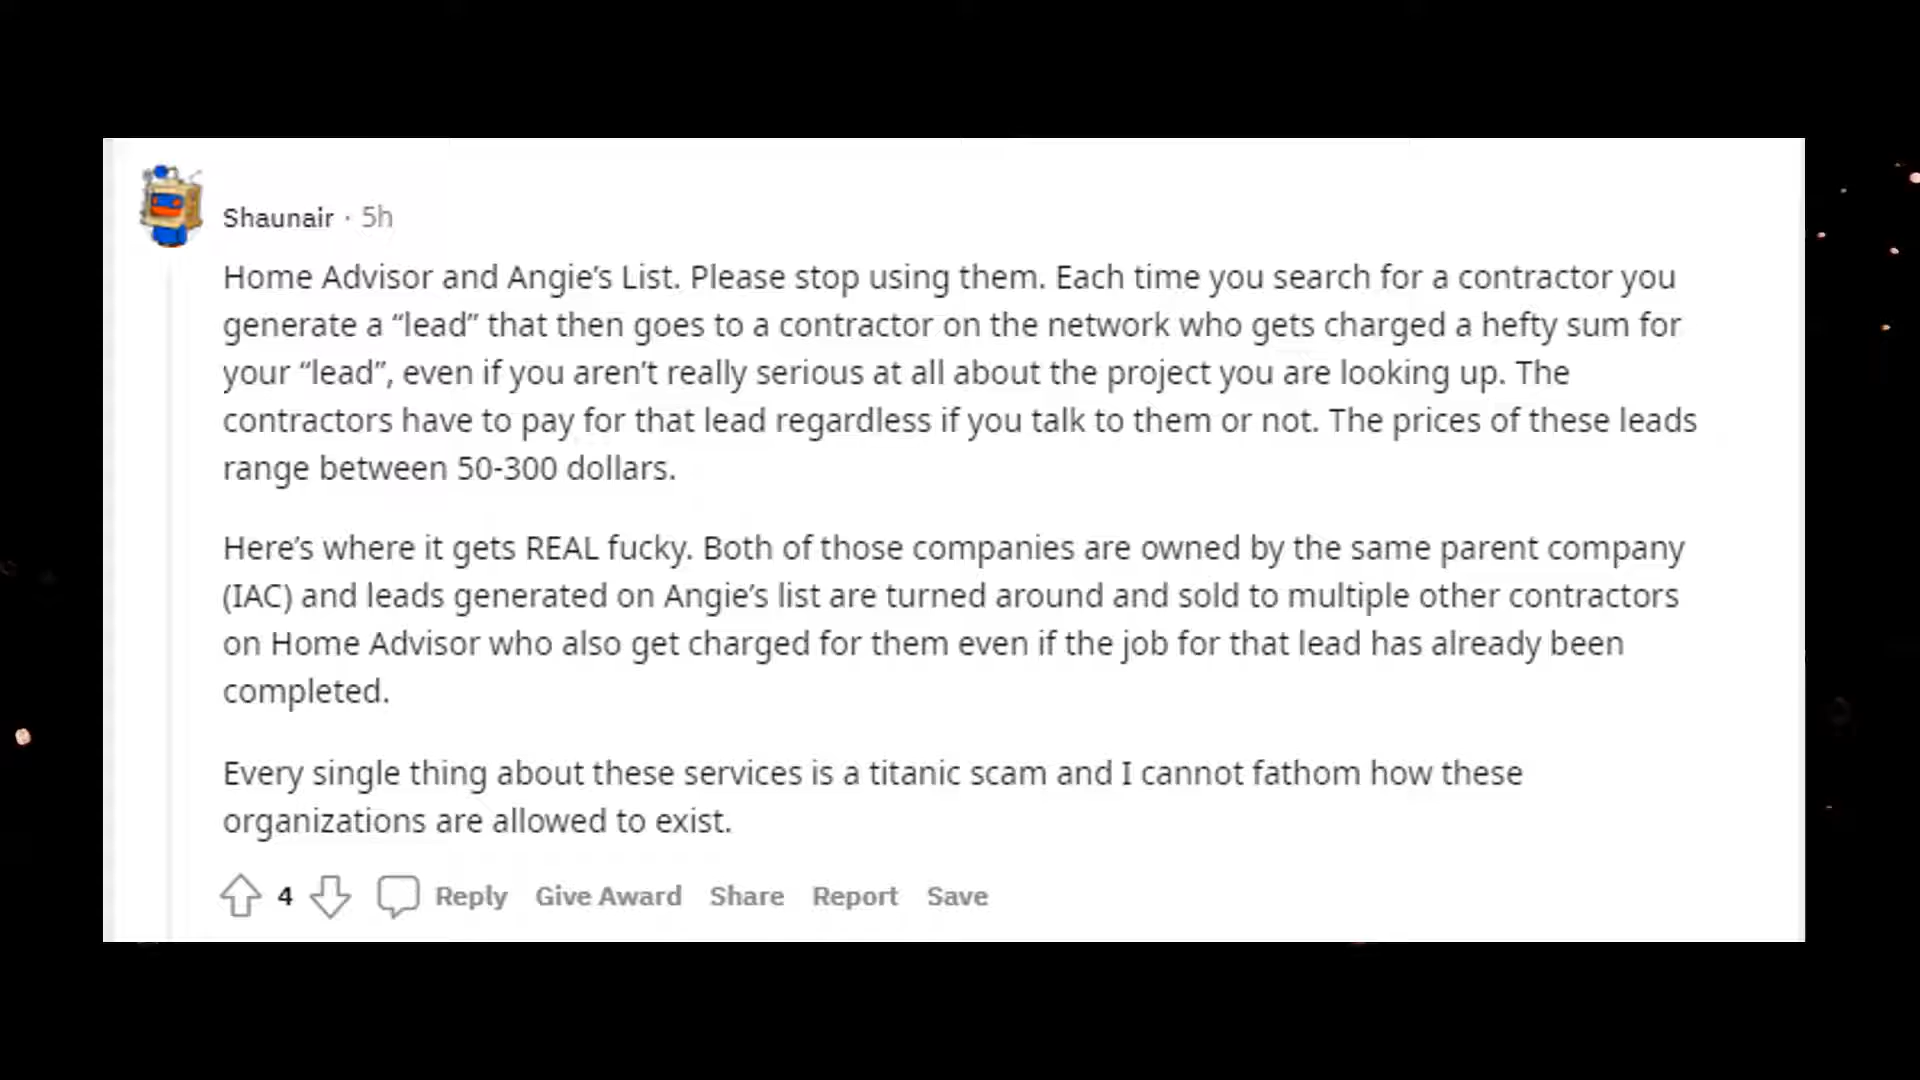 Shaunair · 5h
Home Advisor and Angie’s List. Please stop using them. Each time you search for a contractor you
generate a “lead” that then goes to a contractor on the network who gets charged a hefty sum for
your “lead”, even if you aren’t really serious at all about the project you are looking up. The
contractors have to pay for that lead regardless if you talk to them or not. The prices of these leads
range between 50-300 dollars.
Here’s where it gets REAL fucky. Both of those companies are owned by the same parent company
(IAC) and leads generated on Angie’s list are turned around and sold to multiple other contractors
on Home Advisor who also get charged for them even if the job for that lead has already been
completed.
Every single thing about these services is a titanic scam and I cannot fathom how these
organizations are allowed to exist.
4 Reply Give Award Share Report Save